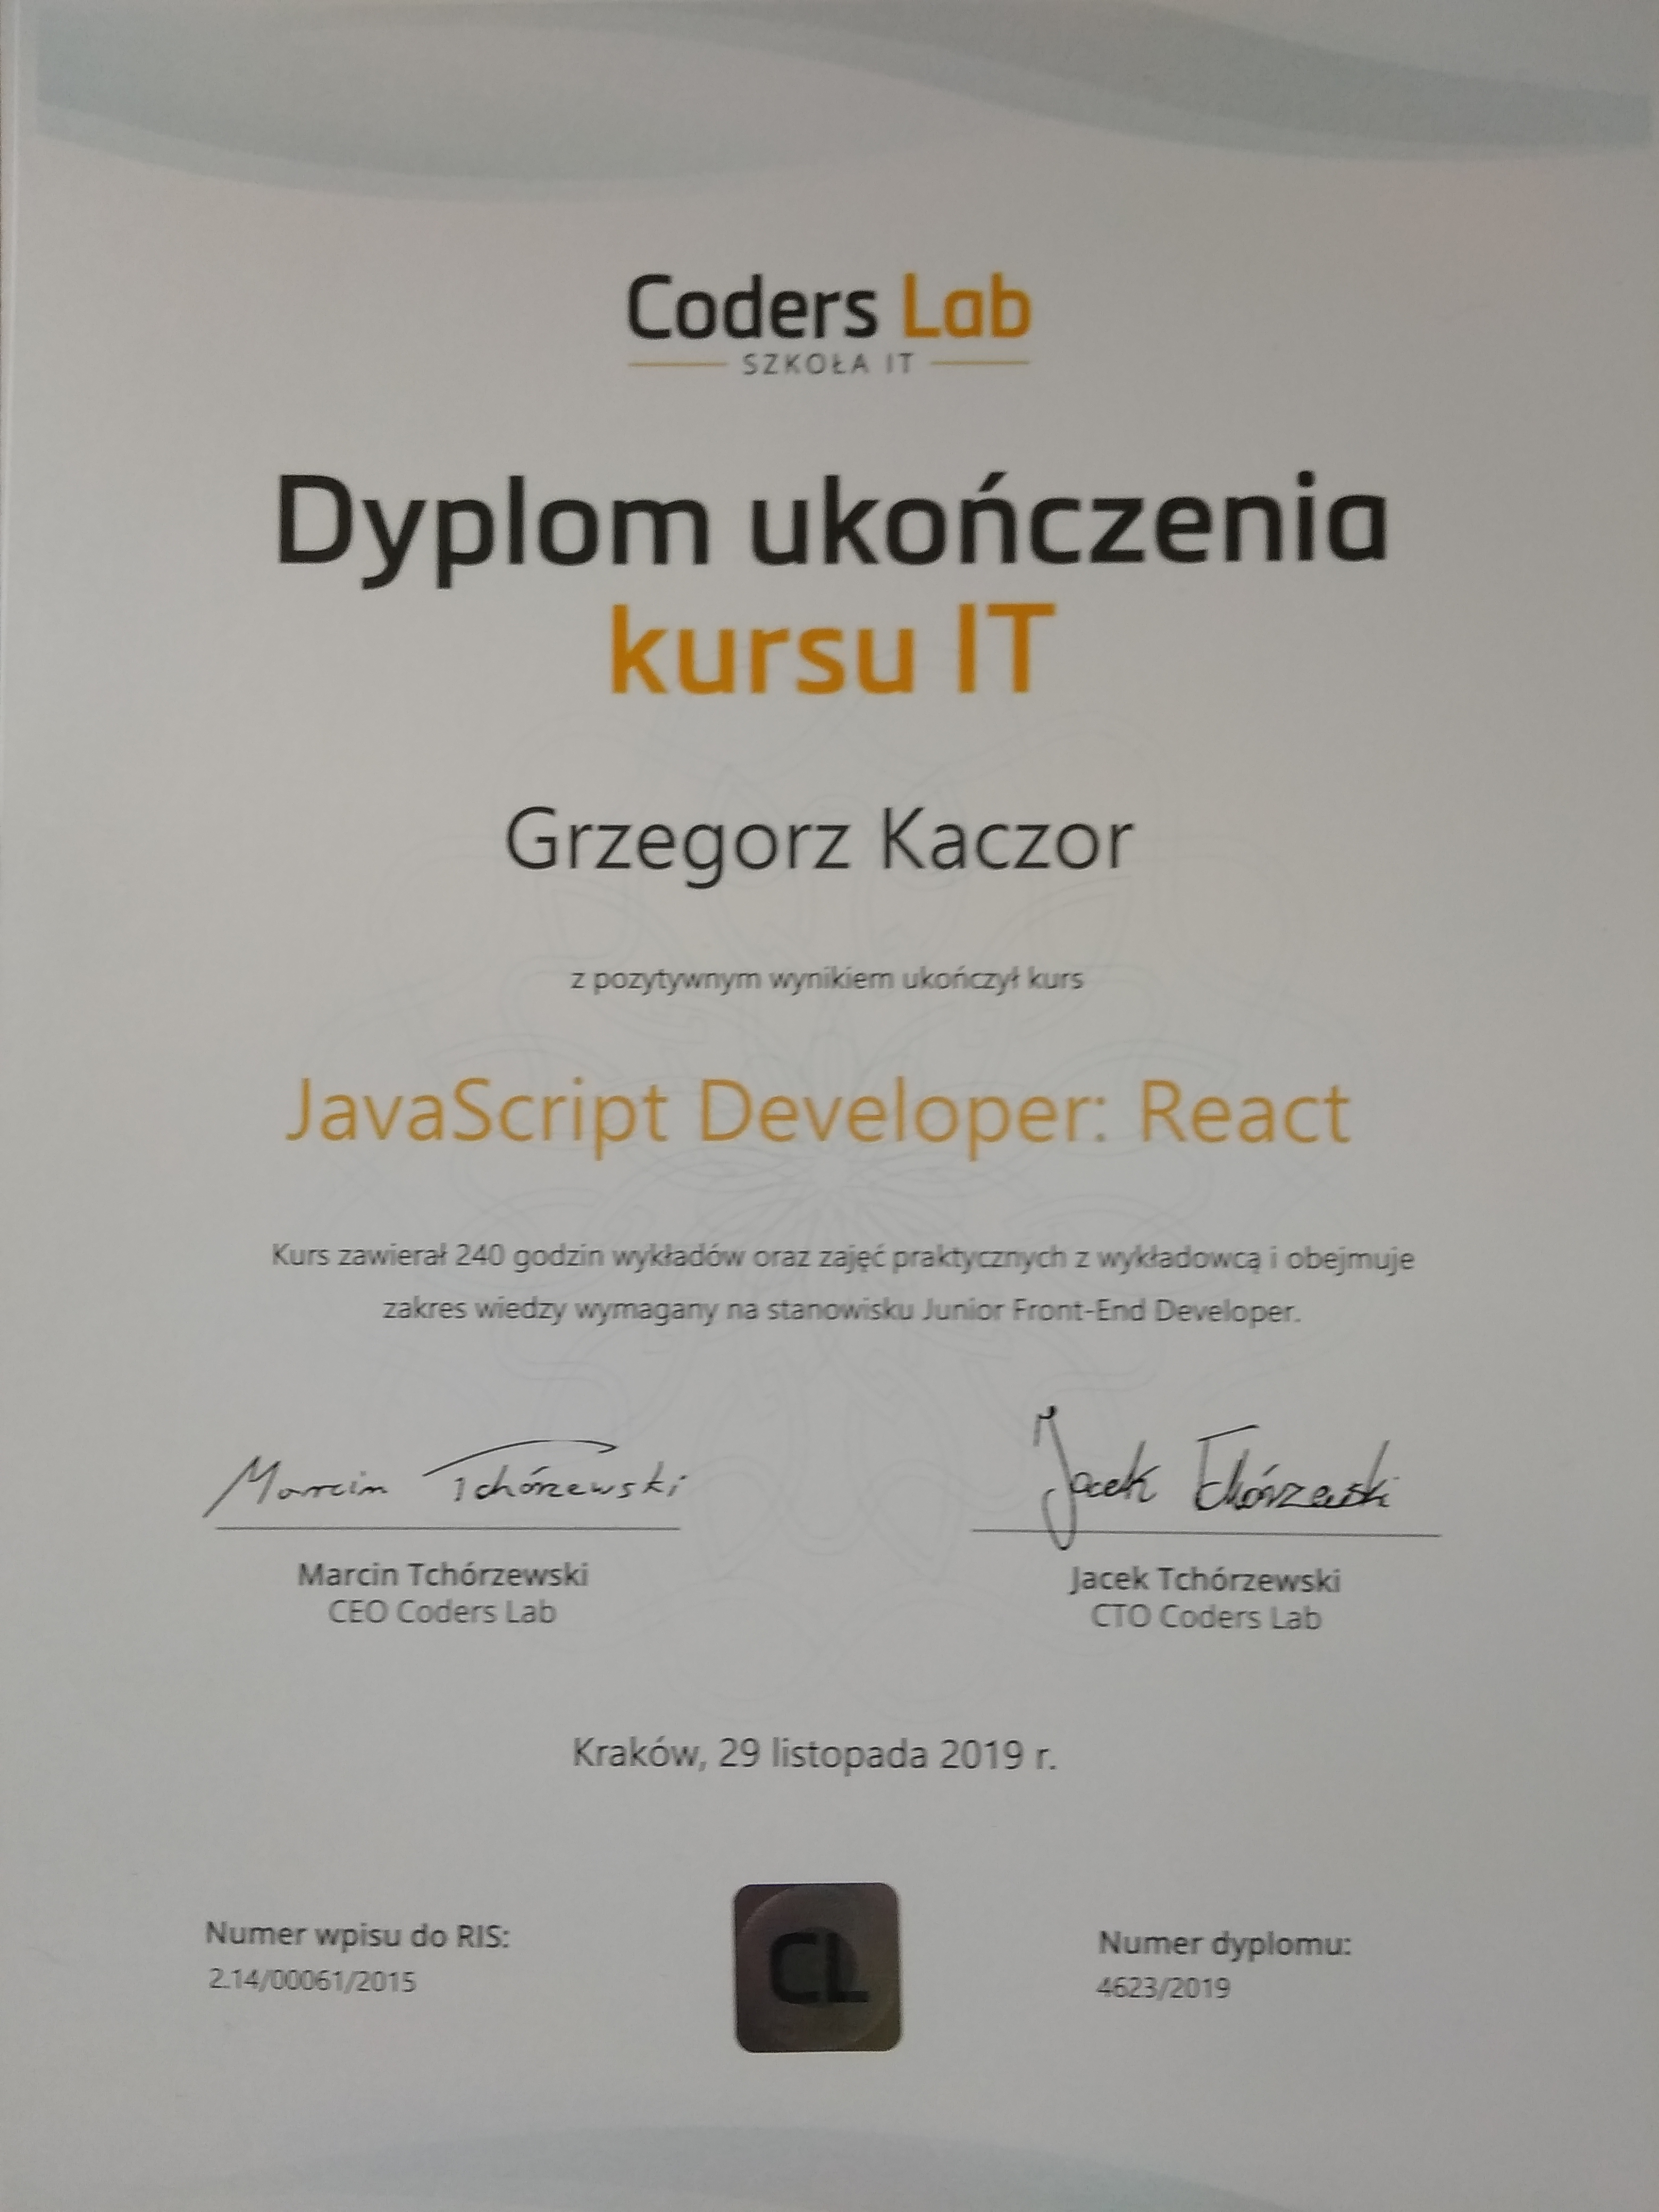 Coders Lab
SZKOŁA IT
Dyplom ukończenia
kursu IT
Grzegorz Kaczor
z pozytywnym wynikiem ukończył kurs
JavaScript Developer: React
Kurs zawierał 240 godzin wykładów oraz zajęć praktycznych z wykładowcą i obejmuje
zakres wiedzy wymagany na stanowisku Junior Front-End Developer.
Marcin Tchórzewski
Marcin Tchórzewski
CEO Coders Lab
Jacek Tchórzewski
Jacek Tchórzewski
CTO Coders Lab
Kraków, 29 listopada 2019 r.
Numer wpisu do RIS:
2.14/00061/2015
CL
Numer dyplomu:
4623/2019